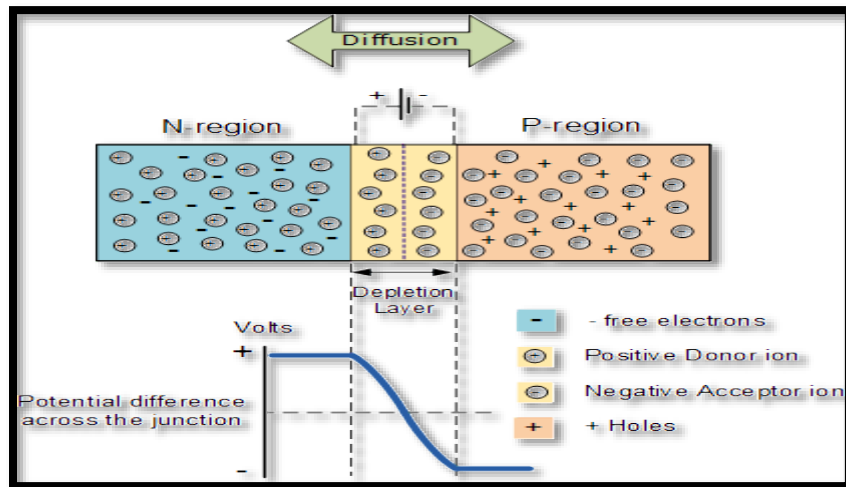 Diffusion
+ -
N-region
P-region
Depletion
Layer
Volts
+
Potential difference
across the junction
-
- - free electrons
+ Positive Donor ion
- Negative Acceptor ion
+ + Holes